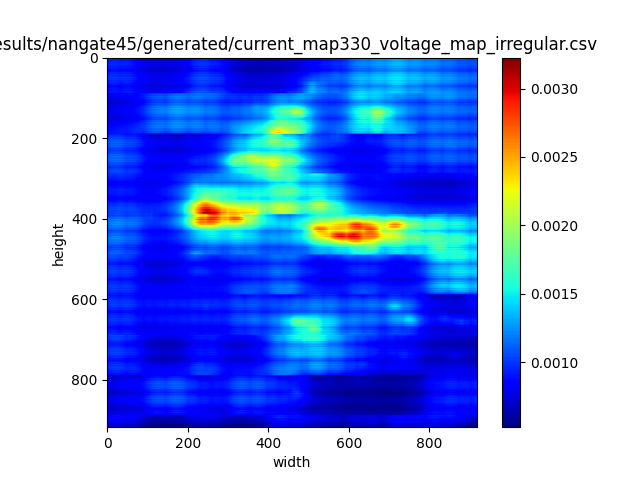 esults/nangate45/generated/current_map330_voltage_map_irregular.csv
0
200
400
600
800
height
0 200 400 600 800
width
0.0030
0.0025
0.0020
0.0015
0.0010